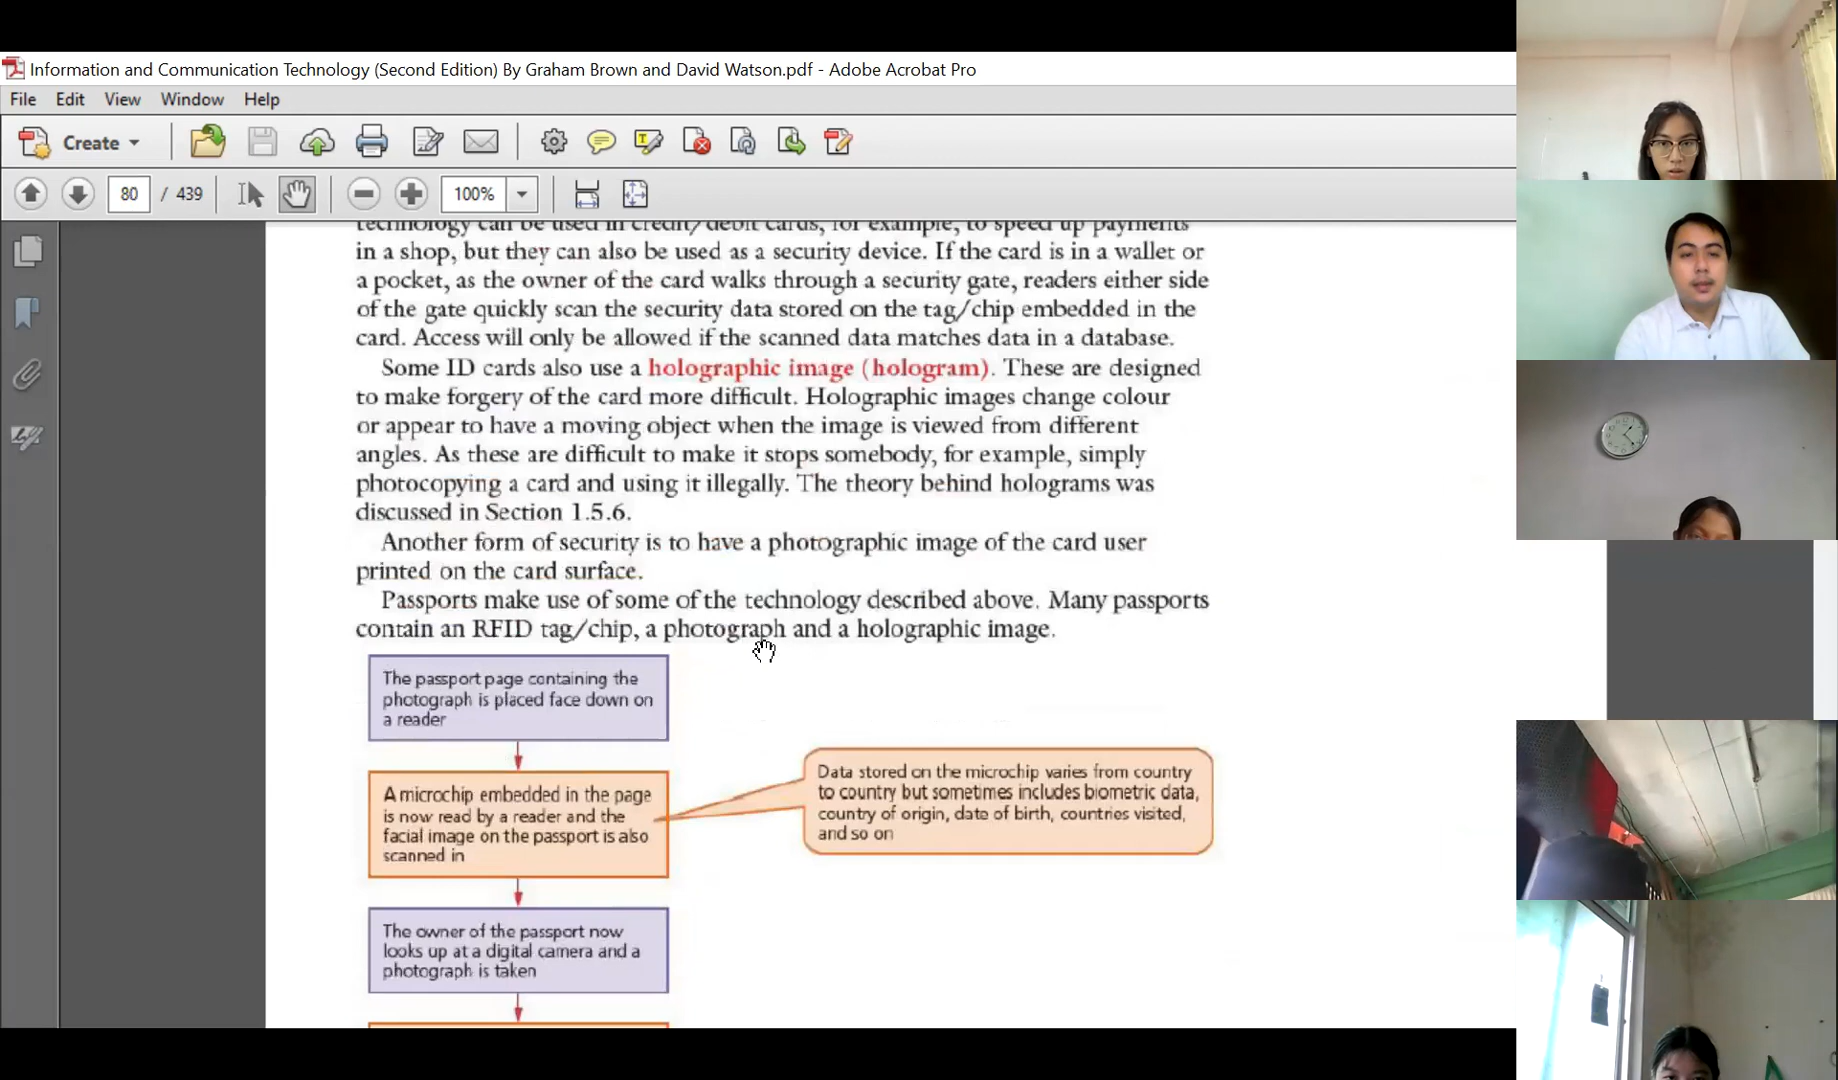 Information and Communication Technology (Second Edition) By Graham Brown and David Watson.pdf - Adobe Acrobat Pro
File Edit View Window Help
Create
80 / 439 100%
technology can be used in credit/debit cards, for example, to speed up payments
in a shop, but they can also be used as a security device. If the card is in a wallet or
a pocket, as the owner of the card walks through a security gate, readers either side
of the gate quickly scan the security data stored on the tag/chip embedded in the
card. Access will only be allowed if the scanned data matches data in a database.
Some ID cards also use a holographic image (hologram). These are designed
to make forgery of the card more difficult. Holographic images change colour
or appear to have a moving object when the image is viewed from different
angles. As these are difficult to make it stops somebody, for example, simply
photocopying a card and using it illegally. The theory behind holograms was
discussed in Section 1.5.6.
Another form of security is to have a photographic image of the card user
printed on the card surface.
Passports make use of some of the technology described above. Many passports
contain an RFID tag/chip, a photograph and a holographic image.
The passport page containing the
photograph is placed face down on
a reader
A microchip embedded in the page
is now read by a reader and the
facial image on the passport is also
scanned in
Data stored on the microchip varies from country
to country but sometimes includes biometric data,
country of origin, date of birth, countries visited,
and so on
The owner of the passport now
looks up at a digital camera and a
photograph is taken